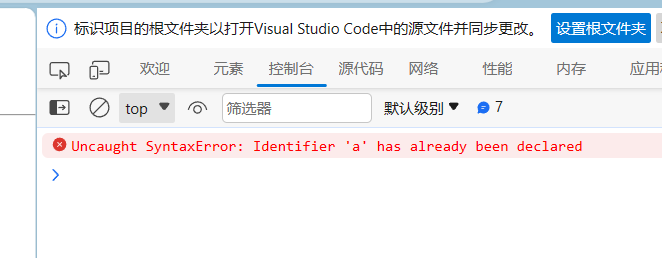 标识项目的根文件夹以打开Visual Studio Code中的源文件并同步更改。 设置根文件夹
欢迎 元素 控制台 源代码 网络 性能 内存 应用
top 筛选器 默认级别 7
Uncaught SyntaxError: Identifier 'a' has already been declared